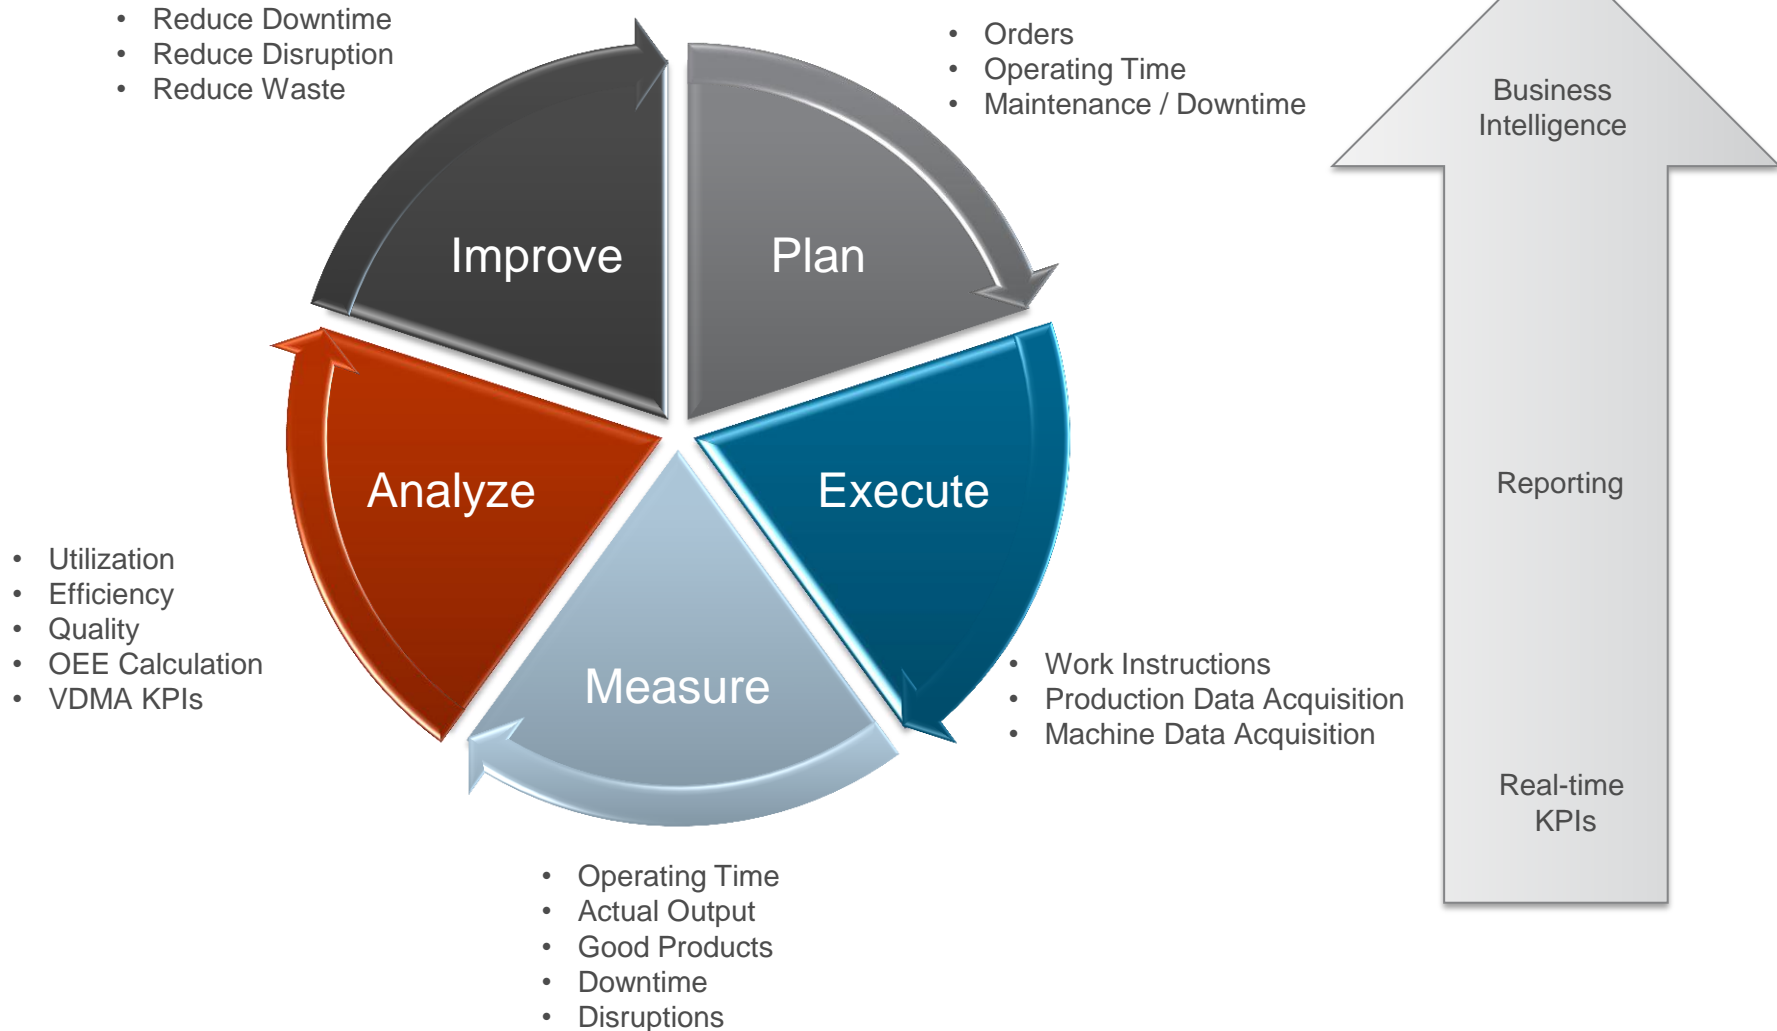 • Reduce Downtime
• Reduce Disruption
• Reduce Waste
• Orders
• Operating Time
• Maintenance / Downtime
Business
Intelligence
Improve
Plan
Analyze
Execute
Reporting
• Utilization
• Efficiency
• Quality
• OEE Calculation
• VDMA KPIs
Measure
• Work Instructions
• Production Data Acquisition
• Machine Data Acquisition
Real-time
KPIs
• Operating Time
• Actual Output
• Good Products
• Downtime
• Disruptions